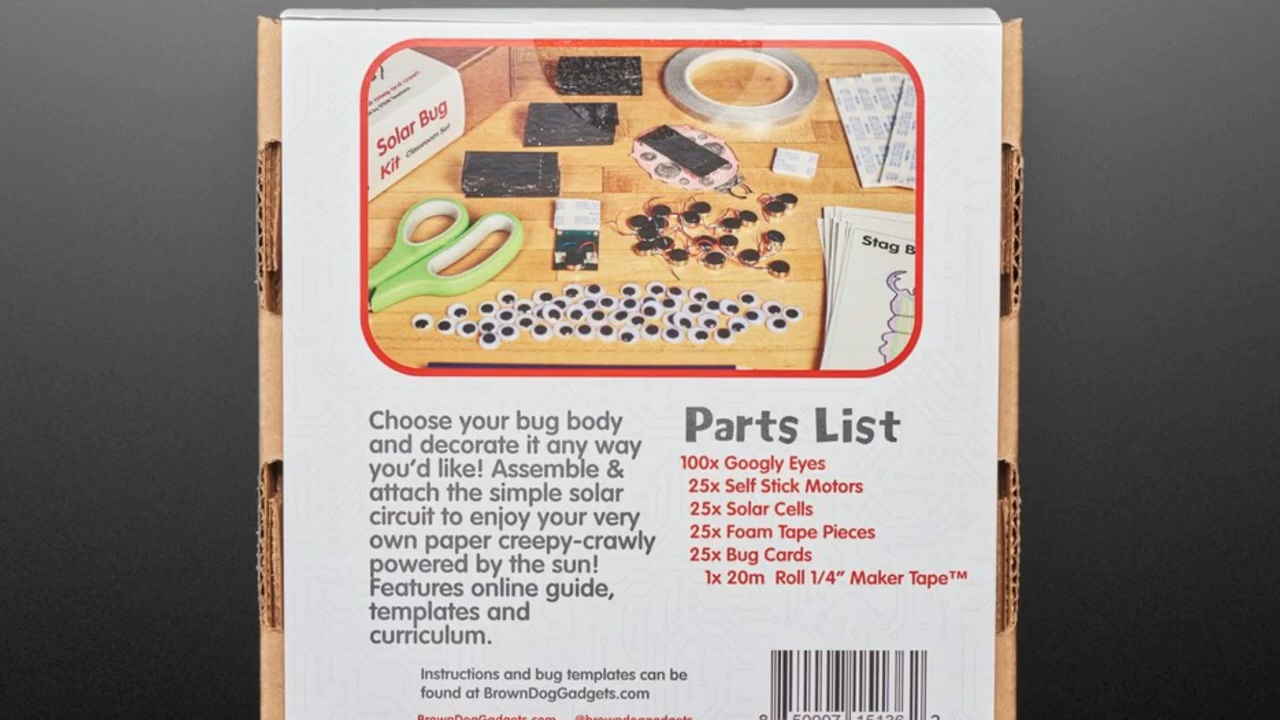 Solar Bug
Kit Classroom Set
Stag B
Choose your bug body
and decorate it any way
you'd like! Assemble &
attach the simple solar
circuit to enjoy your very
own paper creepy-crawly
powered by the sun!
Features online guide,
templates and
curriculum.
Parts List
100x Googly Eyes
25x Self Stick Motors
25x Solar Cells
25x Foam Tape Pieces
25x Bug Cards
1x 20m Roll 1/4" Maker Tape™
Instructions and bug templates can be
found at BrownDogGadgets.com
BrownDogGadgets.com @browndoggadgets